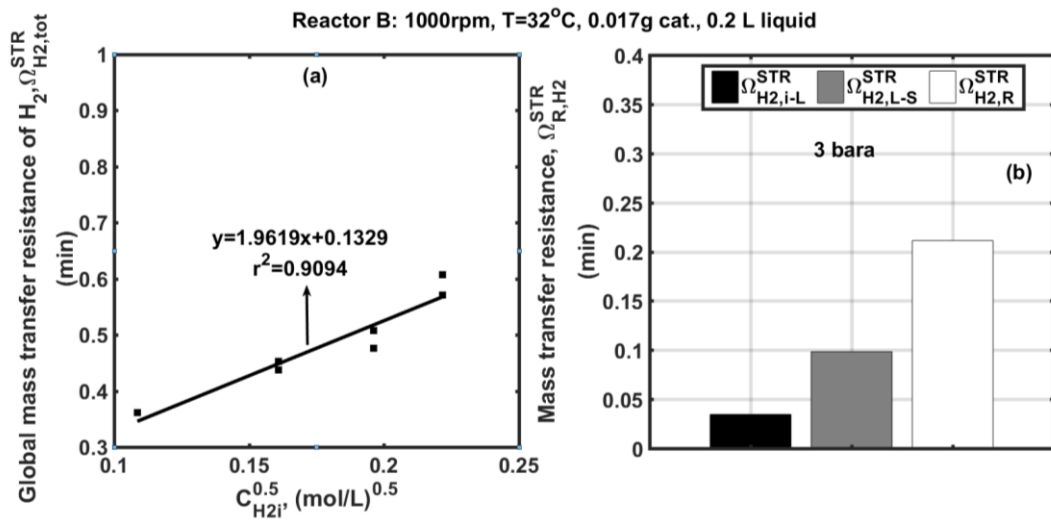 Reactor B: 1000rpm, T=32°C, 0.017g cat., 0.2 L liquid
Global mass transfer resistance of H₂,Ω^STR_H2,tot
(min)
1
0.9
0.8
0.7
0.6
0.5
0.4
0.3
(a)
y=1.9619x+0.1329
r²=0.9094
0.1
0.15
0.2
0.25
C^0.5_H2i, (mol/L)^0.5
Mass transfer resistance, Ω^STR_R,H2
(min)
0.4
0.35
0.3
0.25
0.2
0.15
0.1
0.05
0
Ω^STR_H2,i-L Ω^STR_H2,L-S Ω^STR_H2,R
3 bara
(b)